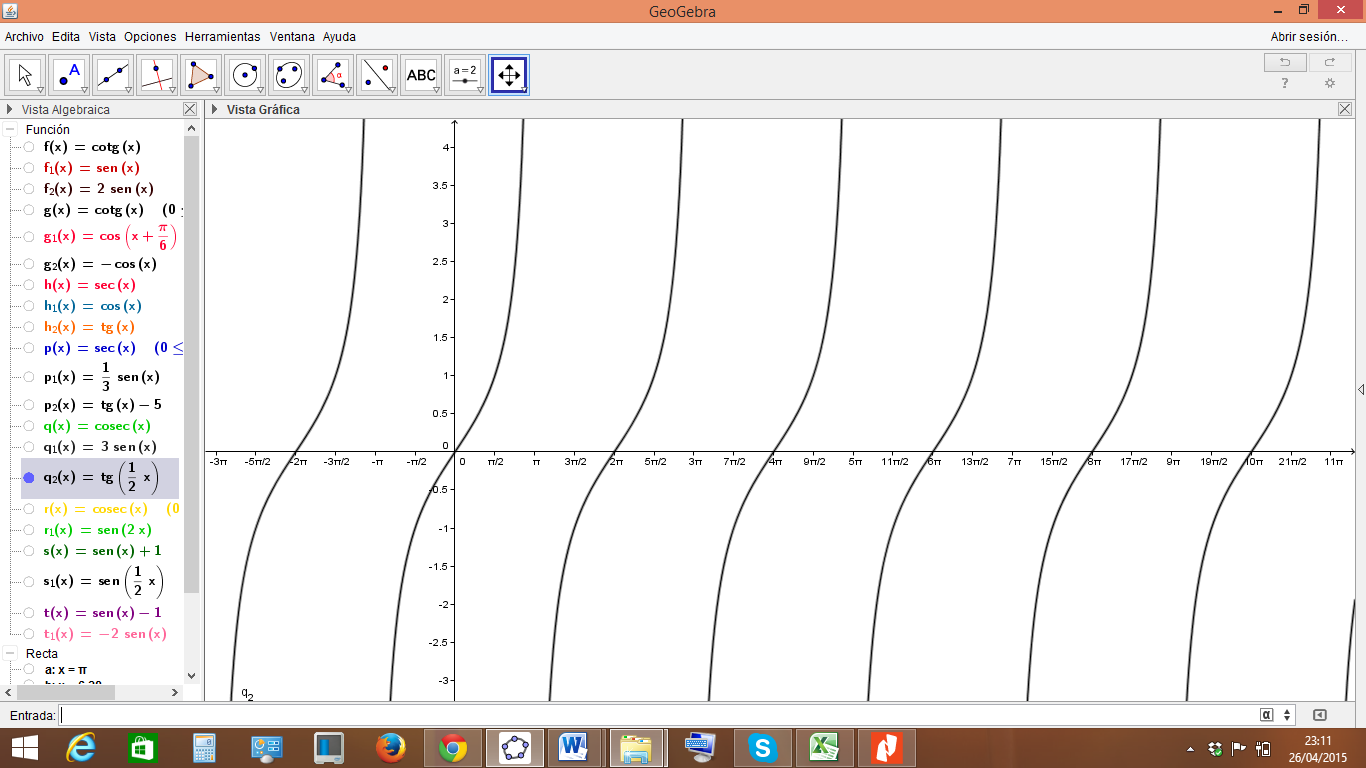 GeoGebra
Archivo Edita Vista Opciones Herramientas Ventana Ayuda Abrir sesión...
A α ABC a=2 ?
Vista Algebraica
Vista Gráfica
Función
f(x) = cotg (x)
f₁(x) = sen (x)
f₂(x) = 2 sen (x)
g(x) = cotg (x) (0
g₁(x) = cos (x + π/6)
g₂(x) = − cos (x)
h(x) = sec (x)
h₁(x) = cos (x)
h₂(x) = tg (x)
p(x) = sec (x) (0 ≤
p₁(x) = 1/3 sen (x)
p₂(x) = tg (x) − 5
q(x) = cosec (x)
q₁(x) = 3 sen (x)
q₂(x) = tg (1/2 x)
r(x) = cosec (x) (0
r₁(x) = sen (2 x)
s(x) = sen (x) + 1
s₁(x) = sen (1/2 x)
t(x) = sen (x) − 1
t₁(x) = −2 sen (x)
Recta
a: x = π
4
3.5
3
2.5
2
1.5
1
0.5
0
-3π -5π/2 -2π -3π/2 -π -π/2 0 π/2 π 3π/2 2π 5π/2 3π 7π/2 4π 9π/2 5π 11π/2 6π 13π/2 7π 15π/2 8π 17π/2 9π 19π/2 10π 21π/2 11π
-0.5
-1
-1.5
-2
-2.5
-3
q₂
Entrada: α
W S X
23:11
26/04/2015